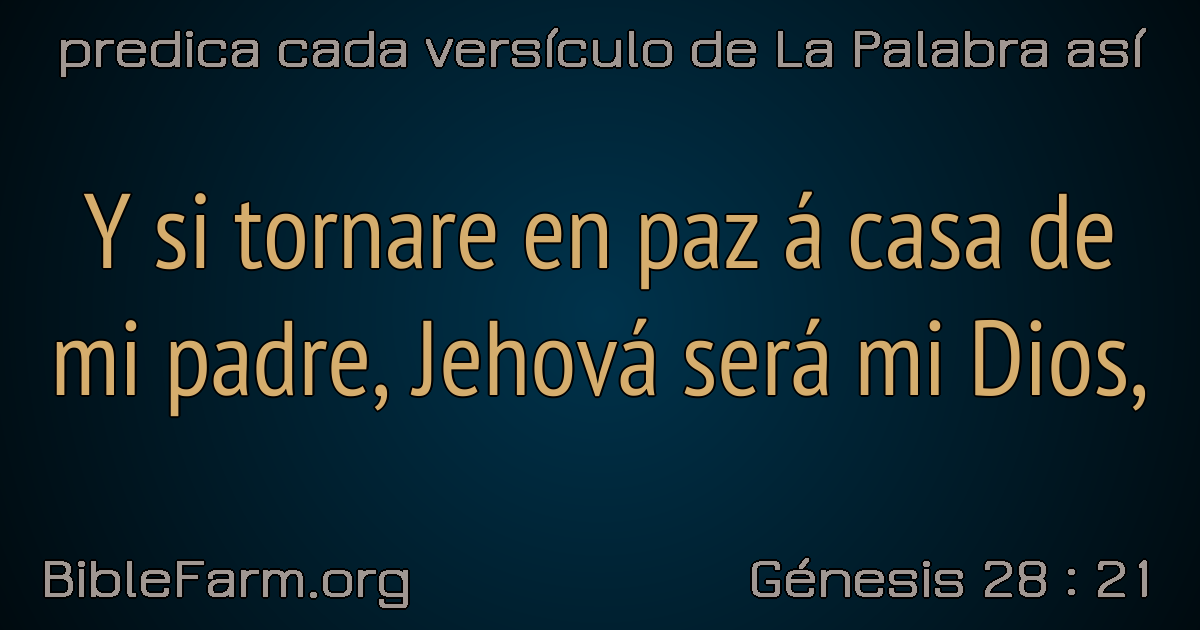 predica cada versículo de La Palabra así
Y si tornare en paz á casa de
mi padre, Jehová será mi Dios,
BibleFarm.org
Génesis 28 : 21